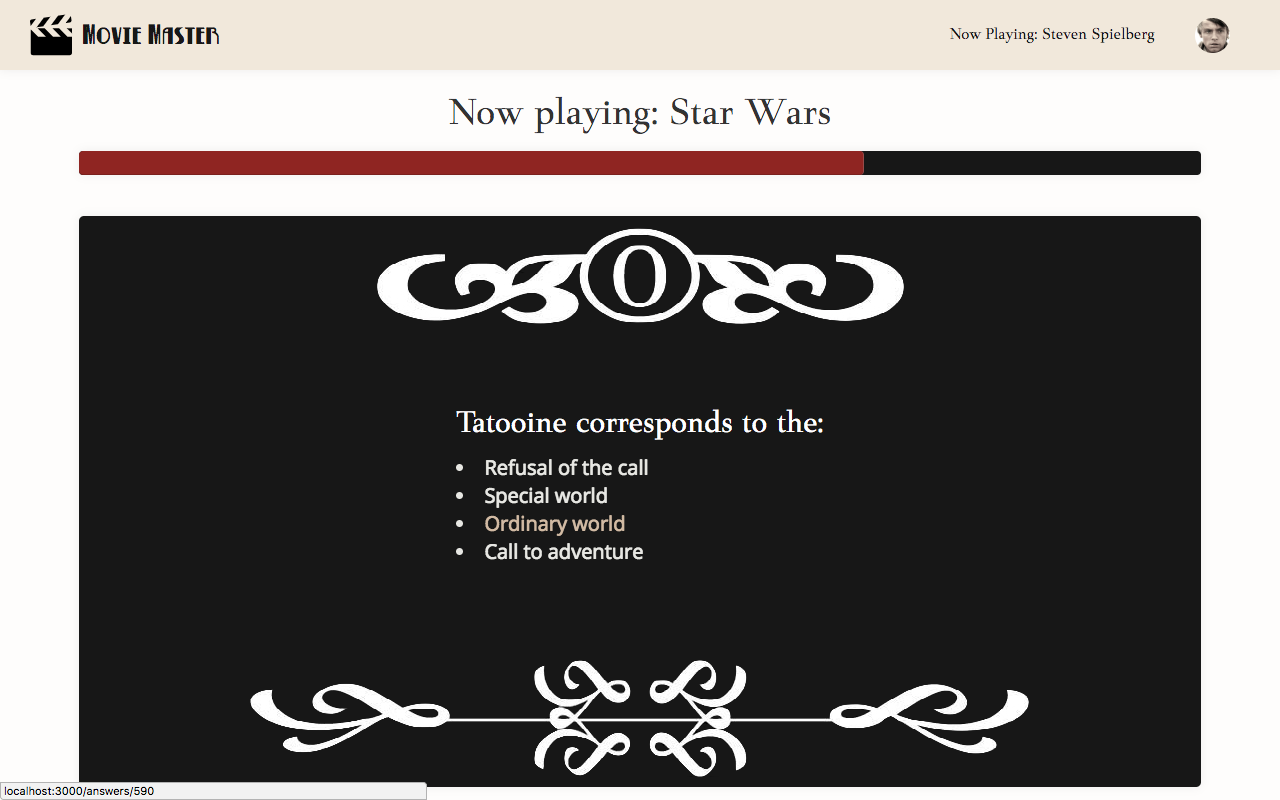 MOVIE MASTER
Now Playing: Steven Spielberg
Now playing: Star Wars
0
Tatooine corresponds to the:
• Refusal of the call
• Special world
• Ordinary world
• Call to adventure
localhost:3000/answers/590